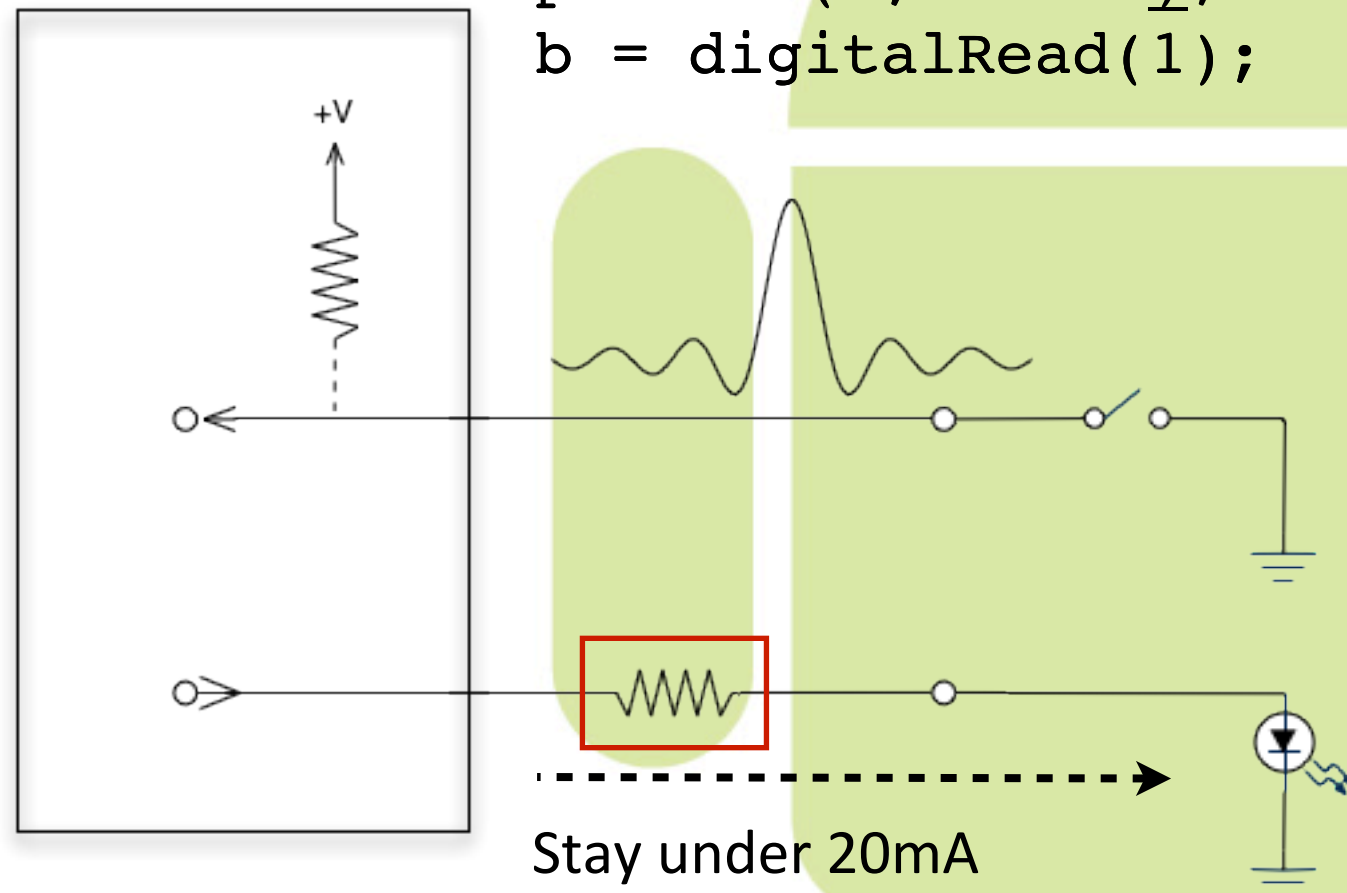 b = digitalRead(1);
+V
Stay under 20mA